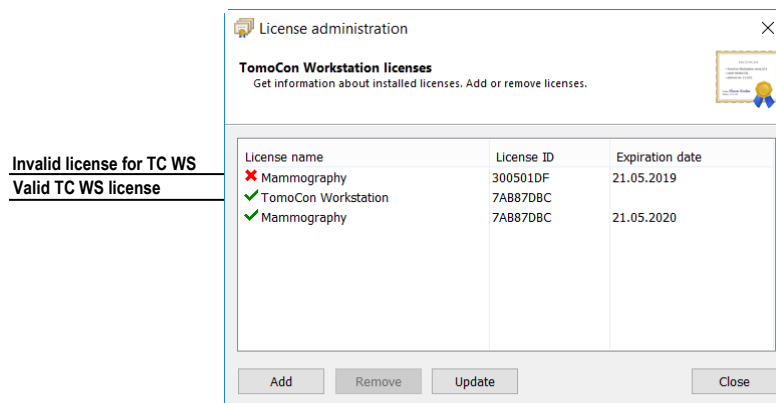 License administration
TomoCon Workstation licenses
Get information about installed licenses. Add or remove licenses.
License name License ID Expiration date
Invalid license for TC WS
Mammography 300501DF 21.05.2019
Valid TC WS license
TomoCon Workstation 7AB87DBC
Mammography 7AB87DBC 21.05.2020
Add Remove Update Close